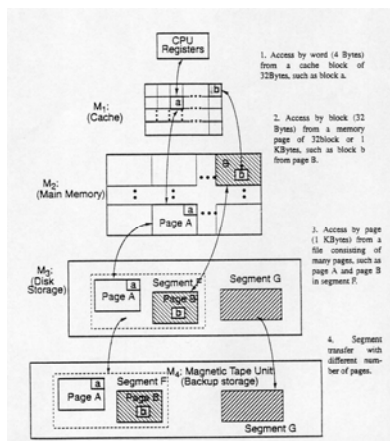 CPU
Registers
1. Access by word (4 Bytes)
from a cache block of
32Bytes, such as block a.
b
M1:
(Cache)
a
2. Access by block (32
Bytes) from a memory
page of 32block or 1
KBytes, such as block b
from page B.
M2:
(Main Memory)
B
b
a
Page A
3. Access by page
(1 KBytes) from a
file consisting of
many pages, such as
page A and page B
in segment F.
M3:
(Disk
Storage)
Segment F
Segment G
a
Page A
Page B
b
4. Segment
transfer with
different num-
ber of pages.
M4: Magnetic Tape Unit
(Backup storage)
Segment F
a
Page A
Page B
b
Segment G